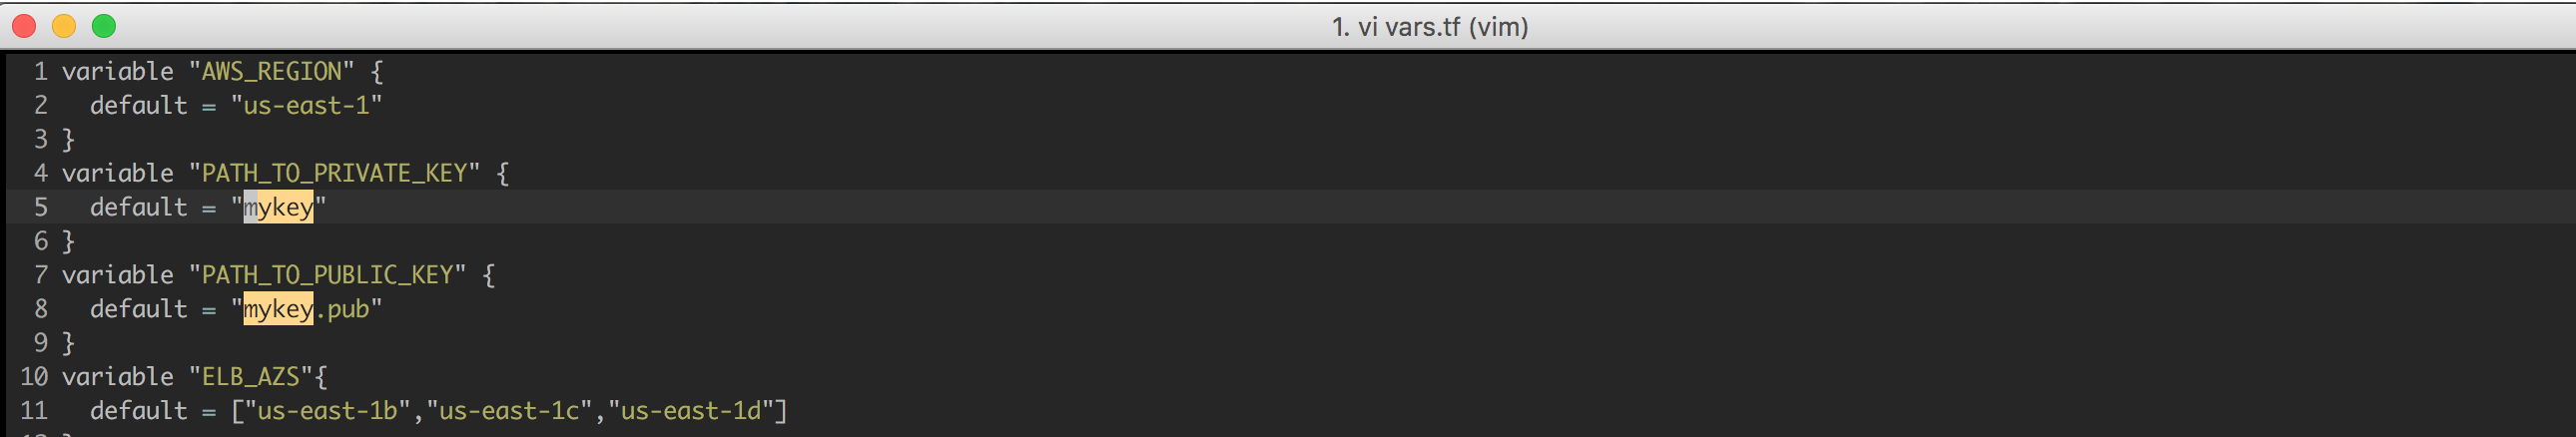 1. vi vars.tf (vim)
1 variable "AWS_REGION" {
2   default = "us-east-1"
3 }
4 variable "PATH_TO_PRIVATE_KEY" {
5   default = "mykey"
6 }
7 variable "PATH_TO_PUBLIC_KEY" {
8   default = "mykey.pub"
9 }
10 variable "ELB_AZS"{
11   default = ["us-east-1b","us-east-1c","us-east-1d"]